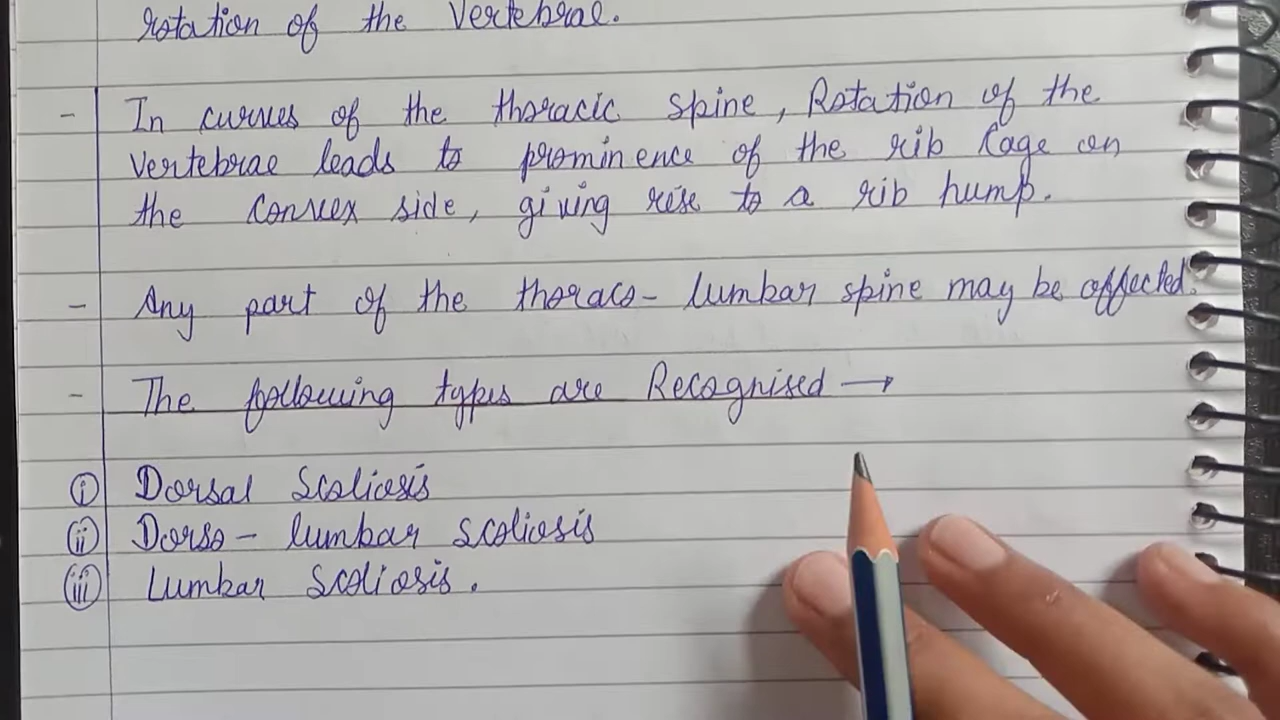 rotation of the Vertebral.
- In curves of the thoracic spine, Rotation of the
Vertebrae leads to prominence of the rib Cage on
the Convex side, giving rise to a rib hump.
- Any part of the thoraco- lumbar spine may be affected.
- The following types are Recognised →
(i) Dorsal Scoliosis
(ii) Dorso- lumbar scoliosis
(iii) Lumbar Scoliosis.